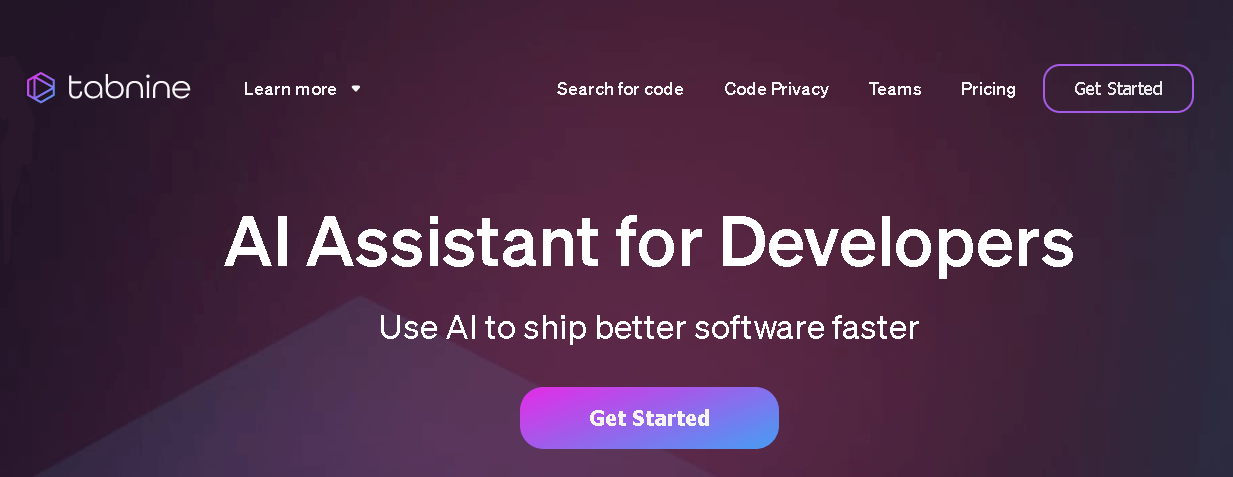 tabnine Learn more Search for code Code Privacy Teams Pricing Get Started
AI Assistant for Developers
Use AI to ship better software faster
Get Started